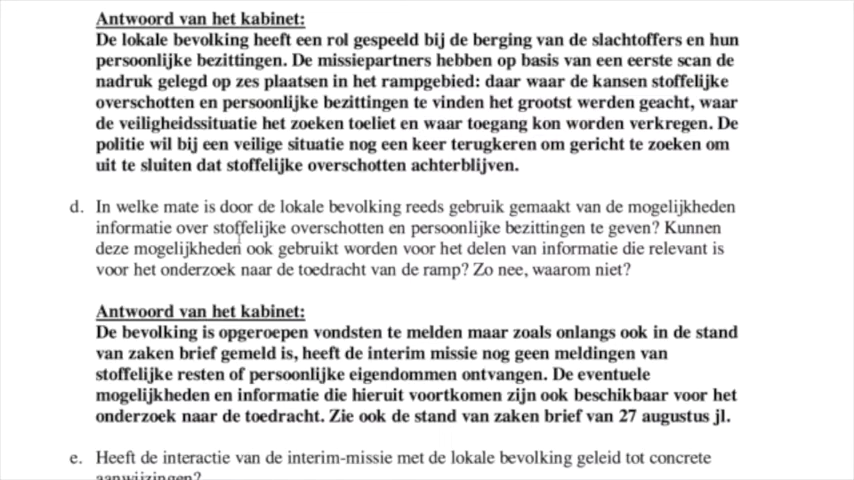 Antwoord van het kabinet:
De lokale bevolking heeft een rol gespeeld bij de berging van de slachtoffers en hun
persoonlijke bezittingen. De missiepartners hebben op basis van een eerste scan de
nadruk gelegd op zes plaatsen in het rampgebied: daar waar de kansen stoffelijke
overschotten en persoonlijke bezittingen te vinden het grootst werden geacht, waar
de veiligheidssituatie het zoeken toeliet en waar toegang kon worden verkregen. De
politie wil bij een veilige situatie nog een keer terugkeren om gericht te zoeken om
uit te sluiten dat stoffelijke overschotten achterblijven.
d. In welke mate is door de lokale bevolking reeds gebruik gemaakt van de mogelijkheden
informatie over stoffelijke overschotten en persoonlijke bezittingen te geven? Kunnen
deze mogelijkheden ook gebruikt worden voor het delen van informatie die relevant is
voor het onderzoek naar de toedracht van de ramp? Zo nee, waarom niet?
Antwoord van het kabinet:
De bevolking is opgeroepen vondsten te melden maar zoals onlangs ook in de stand
van zaken brief gemeld is, heeft de interim missie nog geen meldingen van
stoffelijke resten of persoonlijke eigendommen ontvangen. De eventuele
mogelijkheden en informatie die hieruit voortkomen zijn ook beschikbaar voor het
onderzoek naar de toedracht. Zie ook de stand van zaken brief van 27 augustus jl.
e. Heeft de interactie van de interim-missie met de lokale bevolking geleid tot concrete
aanwijzingen?